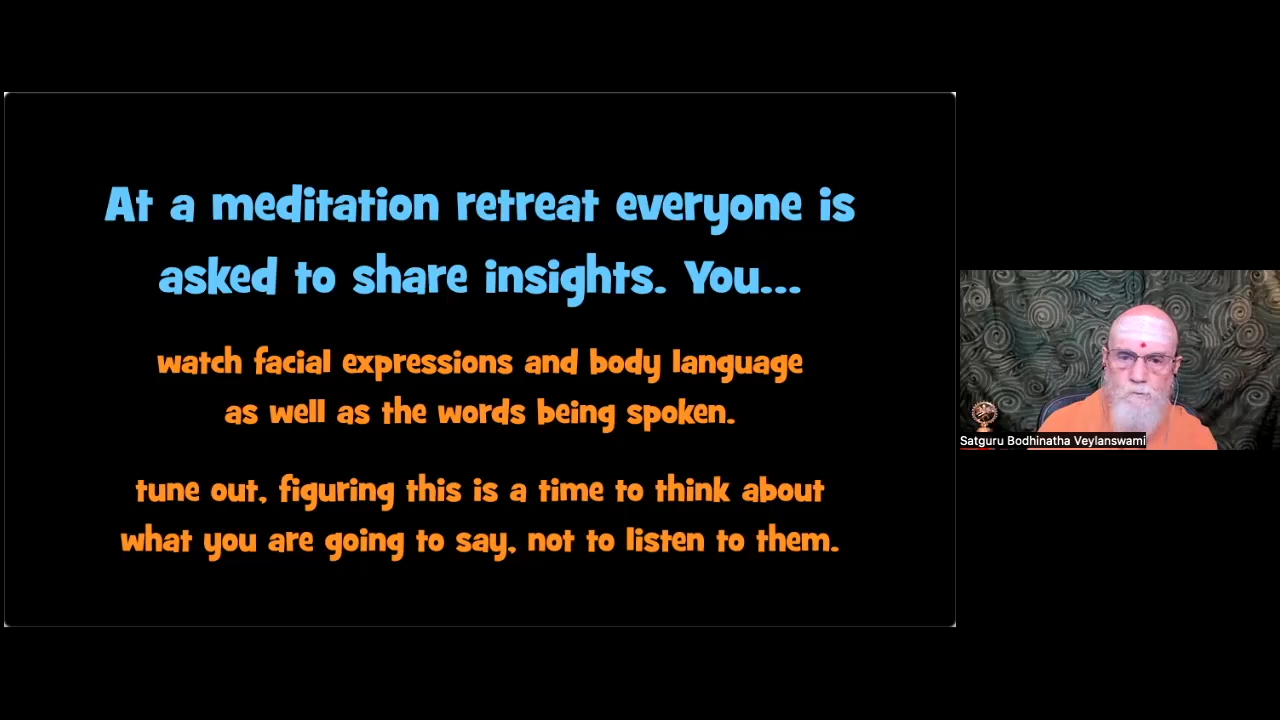 At a meditation retreat everyone is
asked to share insights. You...
watch facial expressions and body language
as well as the words being spoken.
tune out, figuring this is a time to think about
what you are going to say, not to listen to them.
Satguru Bodhinatha Veylanswami